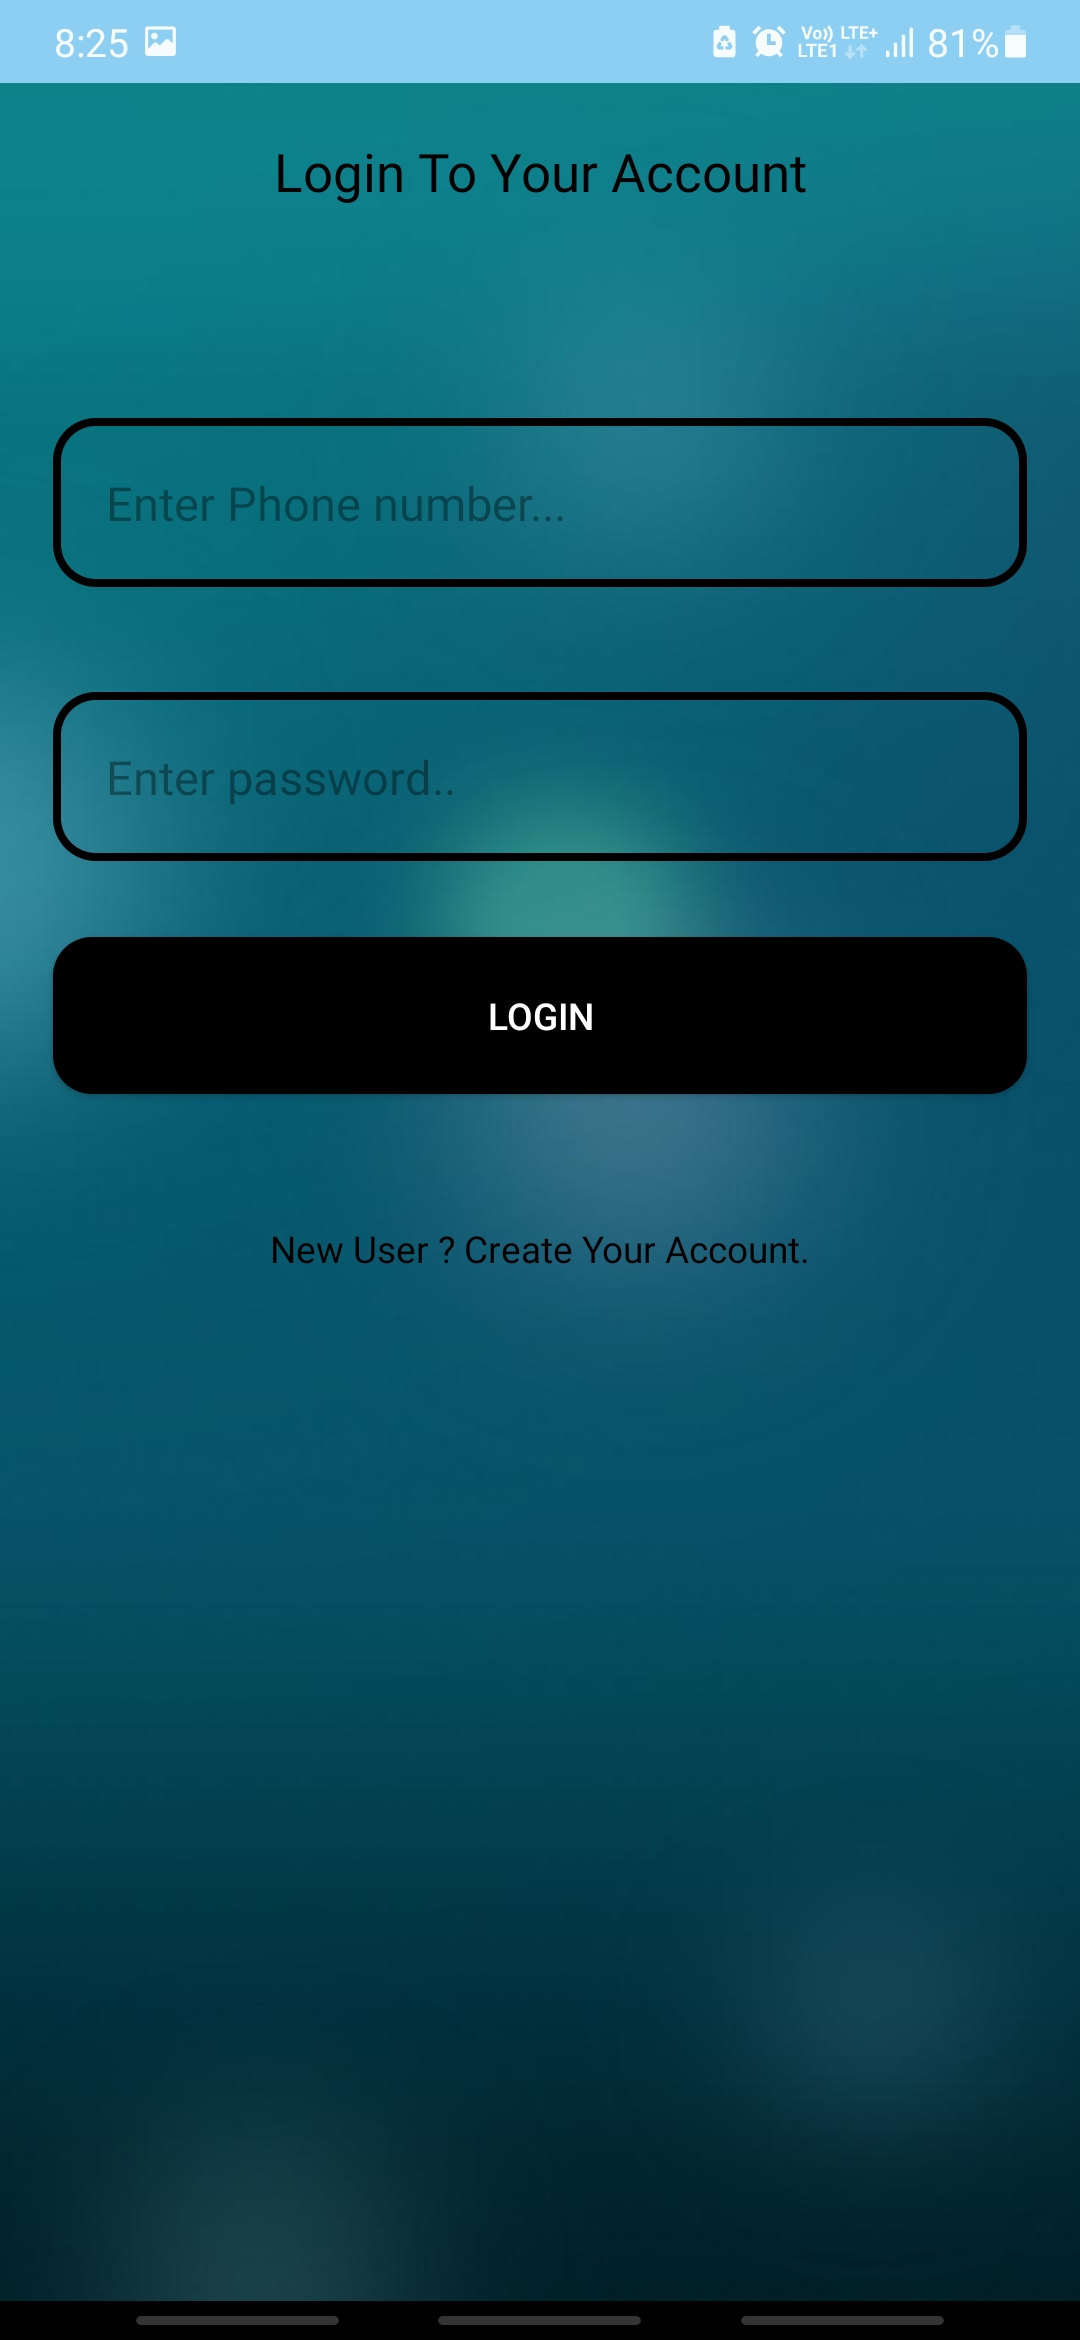 8:25 Vo)) LTE+ 81%
LTE1
Login To Your Account
Enter Phone number...
Enter password..
LOGIN
New User ? Create Your Account.